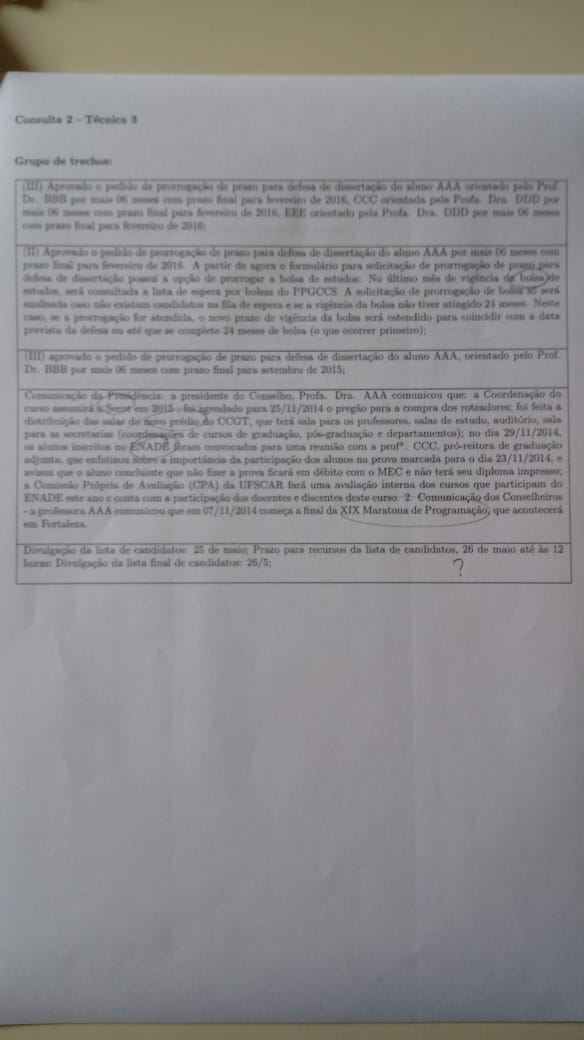 Consulta 2 – Técnica 3
Grupo de trechos:
(III) Aprovado o pedido de prorrogação de prazo para defesa de dissertação do aluno AAA orientado pelo Prof.
Dr. BBB por mais 06 meses com prazo final para fevereiro de 2016, CCC orientada pela Profa. Dra. DDD por
mais 06 meses com prazo final para fevereiro de 2016, EEE orientado pela Profa. Dra. DDD por mais 06 meses
com prazo final para fevereiro de 2016;
(II) Aprovado o pedido de prorrogação de prazo para defesa de dissertação do aluno AAA por mais 06 meses com
prazo final para fevereiro de 2016. A partir de agora o formulário para solicitação de prorrogação de prazo para
defesa de dissertação possui a opção de prorrogar a bolsa de estudos: No último mês de vigência da bolsa de
estudos, será consultada a lista de espera por bolsas do PPGCCS. A solicitação de prorrogação de bolsa só será
analisada caso não existam candidatos na fila de espera e se a vigência da bolsa não tiver atingido 24 meses. Neste
caso, se a prorrogação for atendida, o novo prazo de vigência da bolsa será estendido para coincidir com a data
prevista da defesa ou até que se complete 24 meses de bolsa (o que ocorrer primeiro);
(III) aprovado o pedido de prorrogação de prazo para defesa de dissertação do aluno AAA, orientado pelo Prof.
Dr. BBB por mais 06 meses com prazo final para setembro de 2015;
Comunicação da Presidência: a presidente do Conselho, Profa. Dra. AAA comunicou que: a Coordenação do
curso assumirá a Secot em 2015 ; foi agendado para 25/11/2014 o pregão para a compra dos roteadores; foi feita a
distribuição das salas do novo prédio do CCGT, que terá sala para os professores, salas de estudo, auditório, sala
para as secretarias (coordenações de cursos de graduação, pós-graduação e departamentos); no dia 29/11/2014,
os alunos inscritos no ENADE foram convocados para uma reunião com a profª. CCC, pró-reitora de graduação
adjunta, que enfatizou sobre a importância da participação dos alunos na prova marcada para o dia 23/11/2014, e
avisou que o aluno concluinte que não fizer a prova ficará em débito com o MEC e não terá seu diploma impresso;
a Comissão Própria de Avaliação (CPA) da UFSCAR fará uma avaliação interna dos cursos que participam do
ENADE este ano e conta com a participação dos docentes e discentes deste curso. 2. Comunicação dos Conselheiros
- a professora AAA comunicou que em 07/11/2014 começa a final da XIX Maratona de Programação, que acontecerá
em Fortaleza.
Divulgação da lista de candidatos: 25 de maio; Prazo para recursos da lista de candidatos, 26 de maio até às 12
horas; Divulgação da lista final de candidatos: 26/5;
?